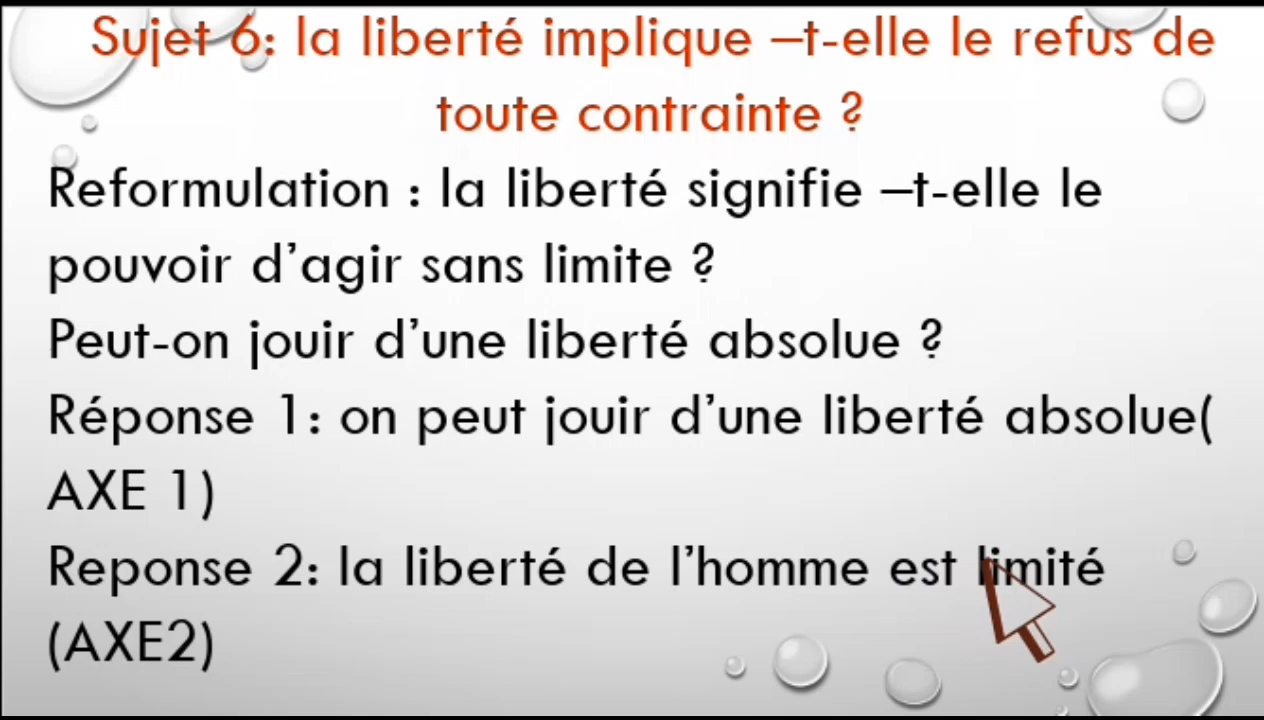 Sujet 6: la liberté implique –t-elle le refus de
toute contrainte ?
Reformulation : la liberté signifie –t-elle le
pouvoir d’agir sans limite ?
Peut-on jouir d’une liberté absolue ?
Réponse 1: on peut jouir d’une liberté absolue(
AXE 1)
Reponse 2: la liberté de l’homme est limité
(AXE2)